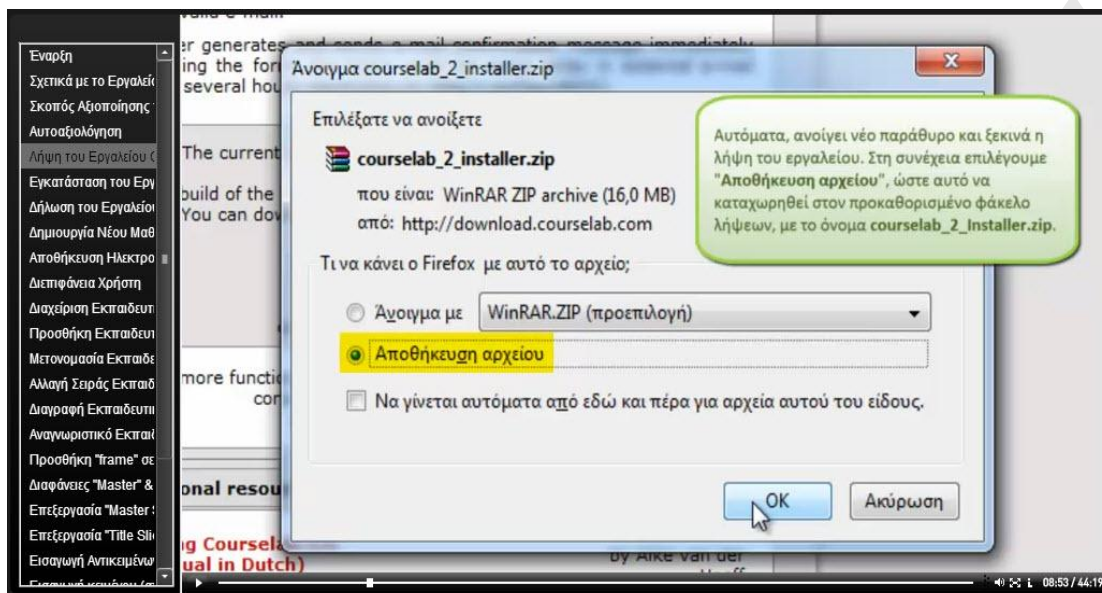 Έναρξη
Σχετικά με το Εργαλείο
Σκοπός Αξιοποίησης
Αυτοαξιολόγηση
Λήψη του Εργαλείου
Εγκατάσταση του Εργ
Δήλωση του Εργαλείου
Δημιουργία Νέου Μαθ
Αποθήκευση Ηλεκτρο
Διεπιφάνεια Χρήστη
Διαχείριση Εκπαιδευτι
Προσθήκη Εκπαιδευτ
Μετονομασία Εκπαιδε
Αλλαγή Σειράς Εκπαιδ
Διαγραφή Εκπαιδευτι
Αναγνωριστικό Εκπαιδ
Προσθήκη "frame" σε
Διαφάνειες "Master" &
Επεξεργασία "Master
Επεξεργασία "Title Sli
Εισαγωγή Αντικειμένω
er generates and sends e-mail confirmation message immediately
ing the for
several hou
The current
build of the
You can dov
more functio
con
onal resou
ng Coursela
ual in Dutch)
by Alke van der
Άνοιγμα courselab_2_installer.zip
Επιλέξατε να ανοίξετε
courselab_2_installer.zip
που είναι: WinRAR ZIP archive (16,0 MB)
από: http://download.courselab.com
Τι να κάνει ο Firefox με αυτό το αρχείο;
Άνοιγμα με WinRAR.ZIP (προεπιλογή)
Αποθήκευση αρχείου
Να γίνεται αυτόματα από εδώ και πέρα για αρχεία αυτού του είδους.
OK Ακύρωση
Αυτόματα, ανοίγει νέο παράθυρο και ξεκινά η
λήψη του εργαλείου. Στη συνέχεια επιλέγουμε
"Αποθήκευση αρχείου", ώστε αυτό να
καταχωρηθεί στον προκαθορισμένο φάκελο
λήψεων, με το όνομα courselab_2_Installer.zip.
08:53 / 44:19